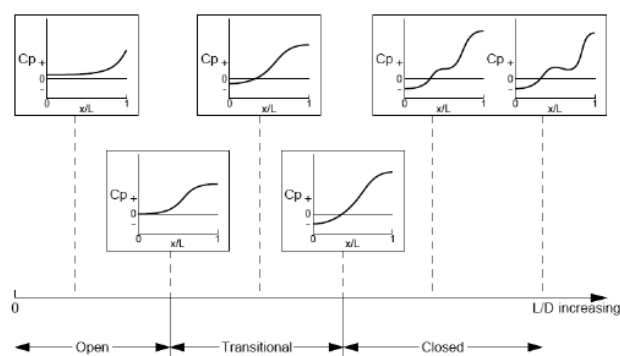 Cp + 0 − 0 x/L 1
Cp + 0 − 0 x/L 1
Cp + 0 − 0 x/L 1
Cp + 0 − 0 x/L 1
Cp + 0 − 0 x/L 1
Cp + 0 − 0 x/L 1
0 L/D increasing
Open Transitional Closed